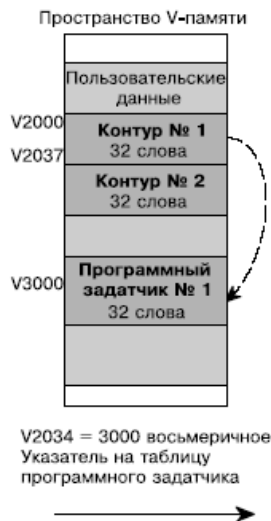 Пространство V-памяти
Пользовательские
данные
V2000
Контур № 1
V2037
32 слова
Контур № 2
32 слова
V3000
Программный
задатчик № 1
32 слова
V2034 = 3000 восьмеричное
Указатель на таблицу
программного задатчика